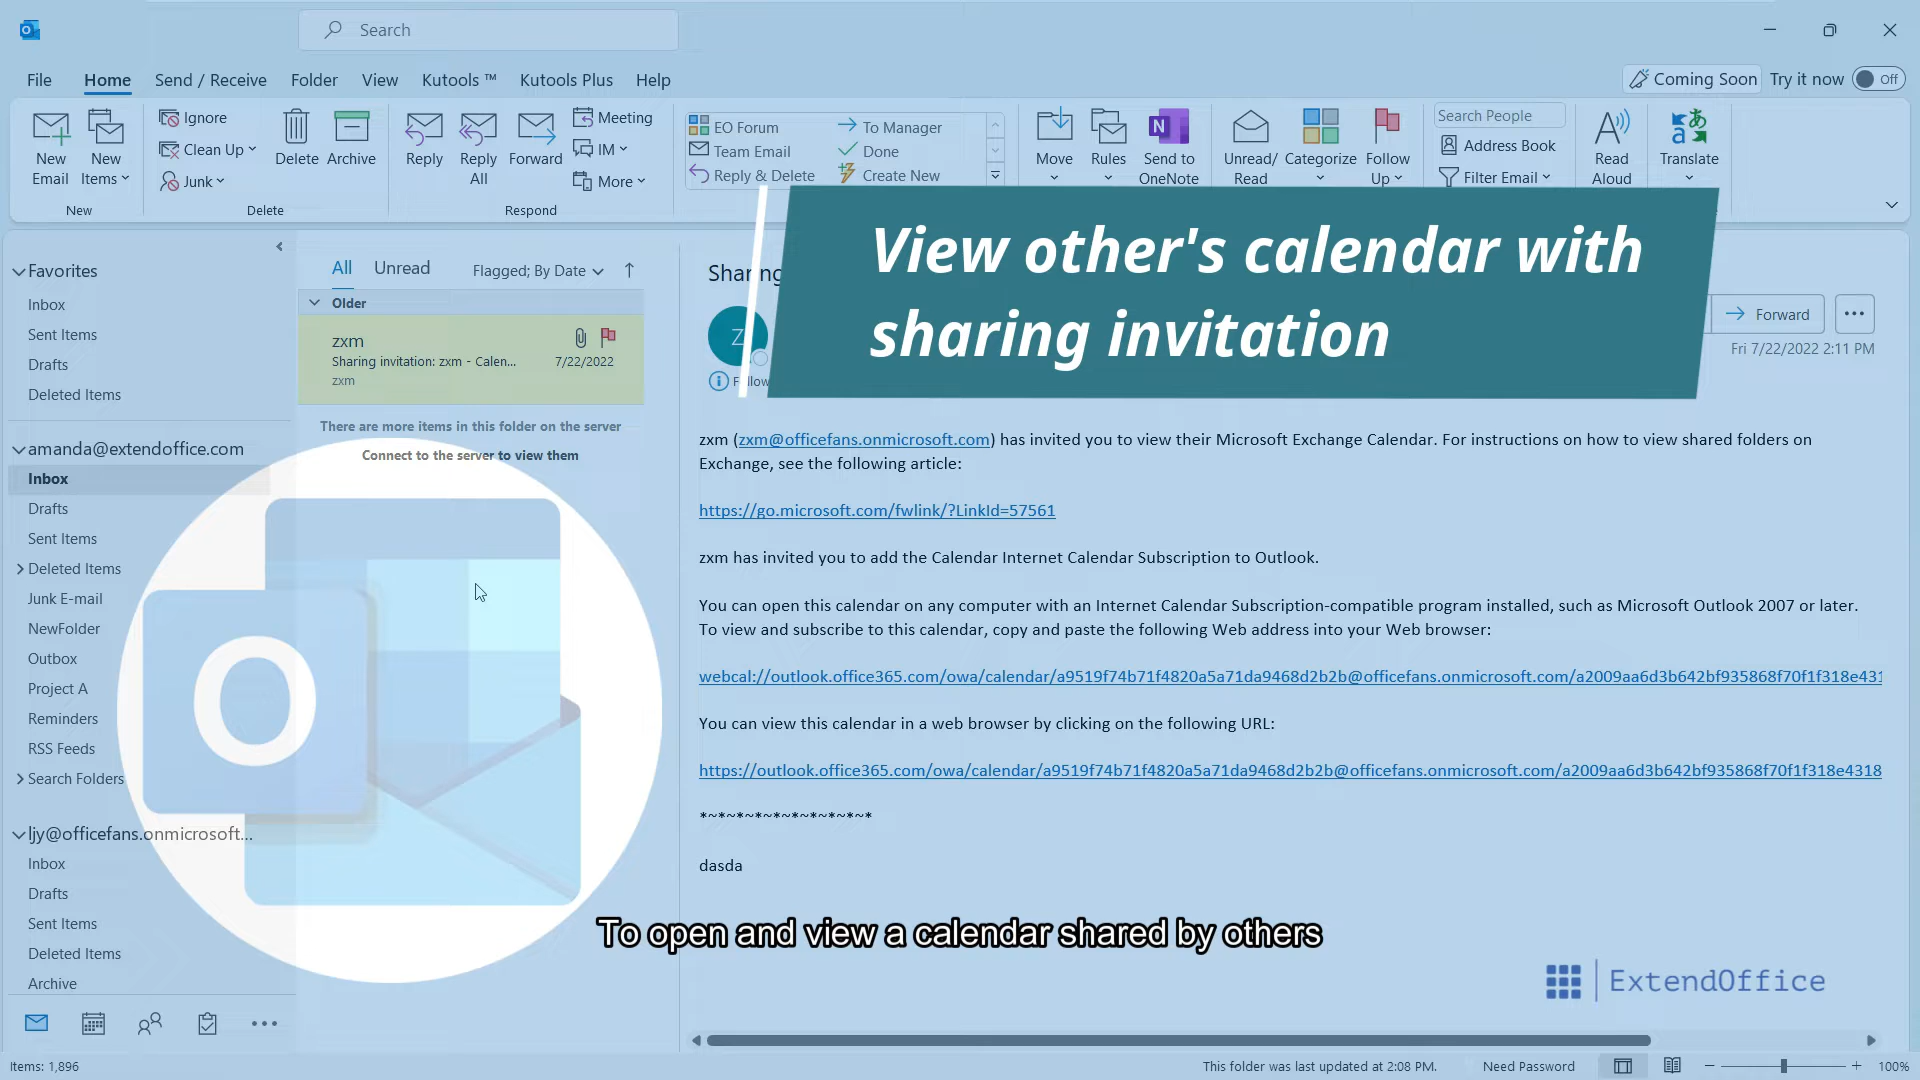 Search
File
Home
Send / Receive
Folder
View
Kutools ™
Kutools Plus
Help
Coming Soon
Try it now
Off
New
Email
New
Items
New
Ignore
Clean Up
Junk
Delete
Archive
Delete
Reply
Reply
All
Forward
Meeting
IM
More
Respond
EO Forum
Team Email
Reply & Delete
To Manager
Done
Create New
Move
Rules
Send to
OneNote
Unread/
Read
Categorize
Follow
Up
Search People
Address Book
Filter Email
Read
Aloud
Translate
View other's calendar with
sharing invitation
Favorites
Inbox
Sent Items
Drafts
Deleted Items
amanda@extendoffice.com
Inbox
Drafts
Sent Items
Deleted Items
Junk E-mail
NewFolder
Outbox
Project A
Reminders
RSS Feeds
Search Folders
ljy@officefans.onmicrosoft...
Inbox
Drafts
Sent Items
Deleted Items
Archive
All
Unread
Flagged; By Date
Older
zxm
Sharing invitation: zxm - Calen...
7/22/2022
zxm
There are more items in this folder on the server
Connect to the server to view them
Sharing
Z
Follow
Forward
Fri 7/22/2022 2:11 PM
zxm (zxm@officefans.onmicrosoft.com) has invited you to view their Microsoft Exchange Calendar. For instructions on how to view shared folders on
Exchange, see the following article:
https://go.microsoft.com/fwlink/?LinkId=57561
zxm has invited you to add the Calendar Internet Calendar Subscription to Outlook.
You can open this calendar on any computer with an Internet Calendar Subscription-compatible program installed, such as Microsoft Outlook 2007 or later.
To view and subscribe to this calendar, copy and paste the following Web address into your Web browser:
webcal://outlook.office365.com/owa/calendar/a9519f74b71f4820a5a71da9468d2b2b@officefans.onmicrosoft.com/a2009aa6d3b642bf935868f70f1f318e431
You can view this calendar in a web browser by clicking on the following URL:
https://outlook.office365.com/owa/calendar/a9519f74b71f4820a5a71da9468d2b2b@officefans.onmicrosoft.com/a2009aa6d3b642bf935868f70f1f318e4318
*~*~*~*~*~*~*~*~*~*
dasda
To open and view a calendar shared by others
ExtendOffice
Items: 1,896
This folder was last updated at 2:08 PM.
Need Password
100%